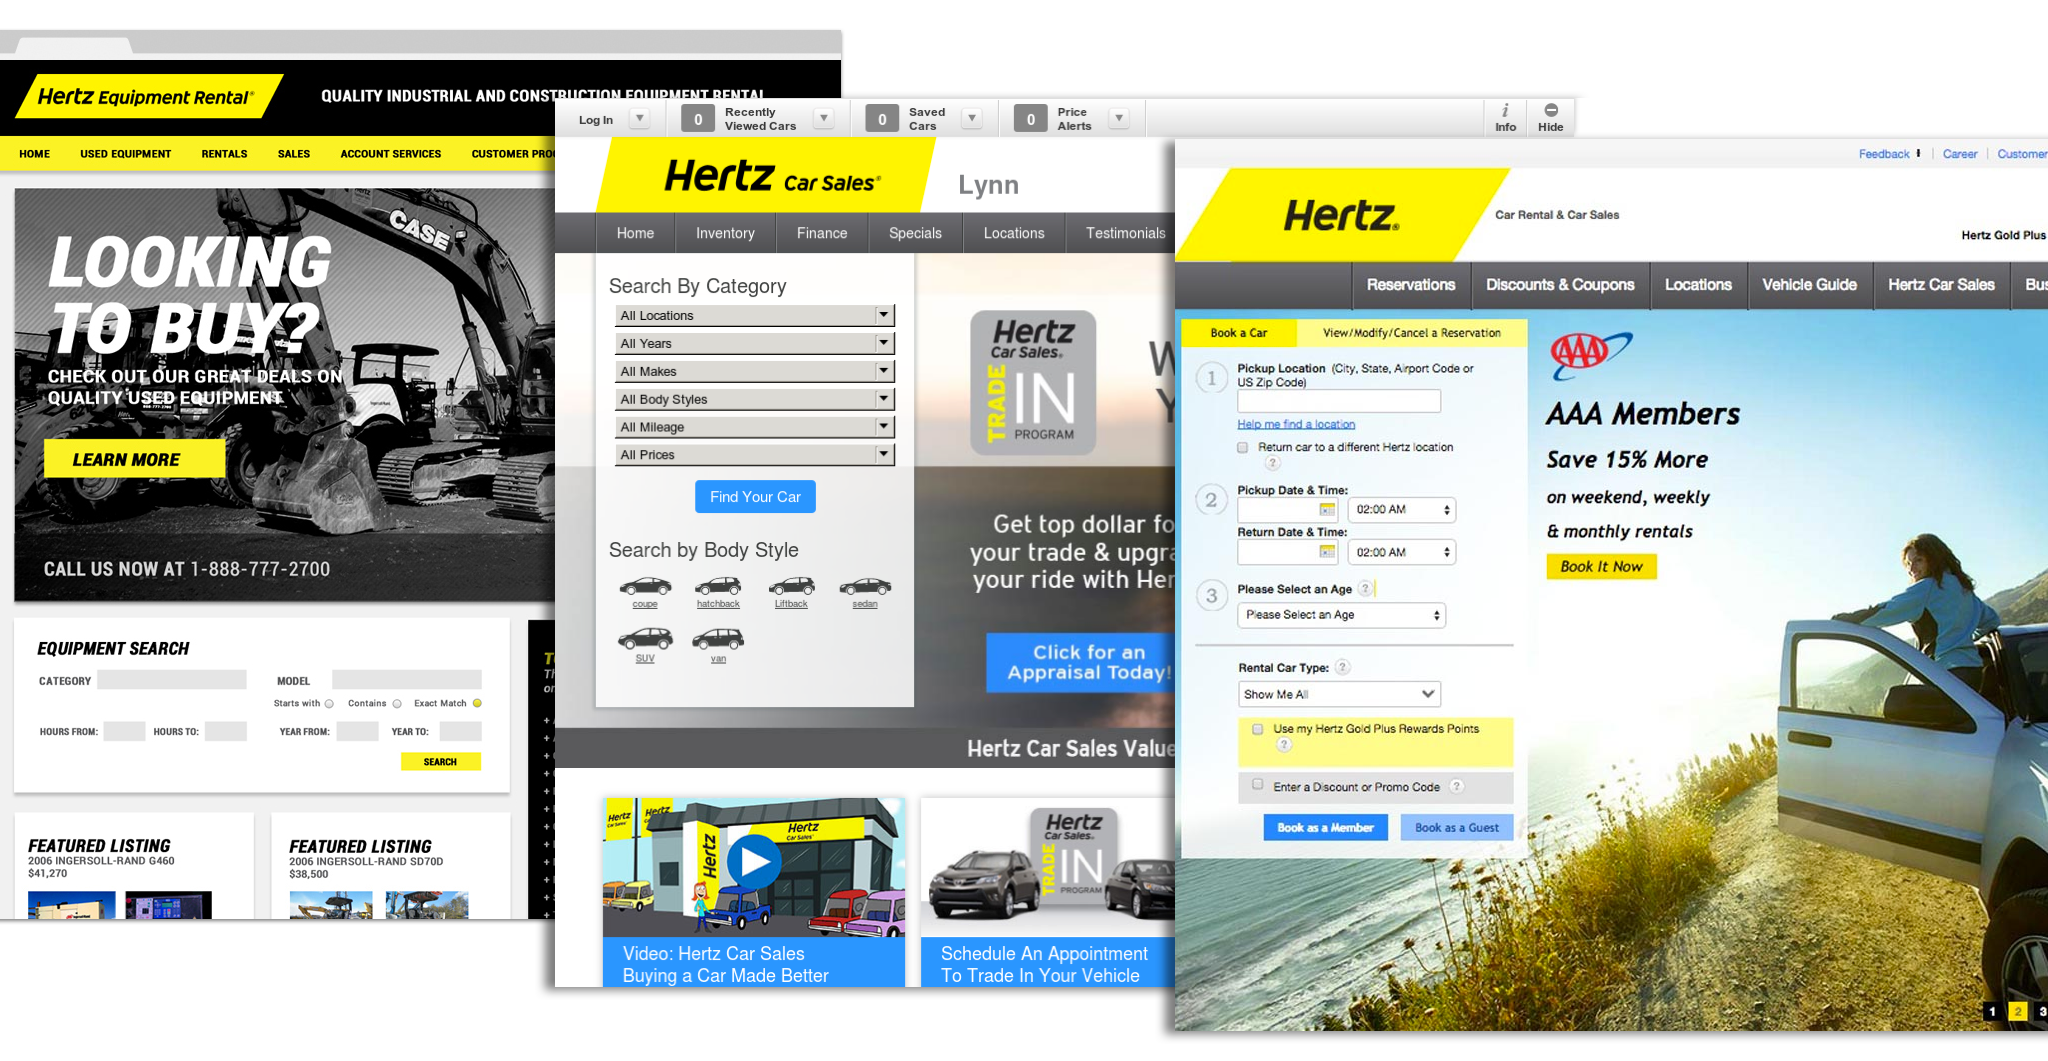 Hertz Equipment Rental®
QUALITY INDUSTRIAL AND CONSTRUCTION EQUIPMENT RENTAL
HOME USED EQUIPMENT RENTALS SALES ACCOUNT SERVICES CUSTOMER PRO
CASE
LOOKING
TO BUY?
CHECK OUT OUR GREAT DEALS ON
QUALITY USED EQUIPMENT
LEARN MORE
CALL US NOW AT 1-888-777-2700
EQUIPMENT SEARCH
CATEGORY MODEL
Starts with Contains Exact Match
HOURS FROM: HOURS TO: YEAR FROM: YEAR TO:
SEARCH
FEATURED LISTING
2006 INGERSOLL-RAND G460
$41,270
FEATURED LISTING
2006 INGERSOLL-RAND SD70D
$38,500
Log In
0 Recently
Viewed Cars
0 Saved
Cars
0 Price
Alerts
i
Info
Hide
Hertz Car Sales®
Lynn
Home Inventory Finance Specials Locations Testimonials
Search By Category
All Locations
All Years
All Makes
All Body Styles
All Mileage
All Prices
Find Your Car
Search by Body Style
coupe hatchback Liftback sedan
SUV van
Hertz
Car Sales®
TRADE
IN
PROGRAM
W
Y
Get top dollar fo
your trade & upgra
your ride with Her
Click for an
Appraisal Today!
Hertz Car Sales Value
Hertz
Hertz
Hertz
Hertz
Car Sales
Video: Hertz Car Sales
Buying a Car Made Better
Hertz
Car Sales®
TRADE
IN
PROGRAM
Schedule An Appointment
To Trade In Your Vehicle
Feedback Career Customer
Hertz®
Car Rental & Car Sales
Hertz Gold Plus
Reservations Discounts & Coupons Locations Vehicle Guide Hertz Car Sales Bus
Book a Car View/Modify/Cancel a Reservation
1 Pickup Location (City, State, Airport Code or
US Zip Code)
Help me find a location
Return car to a different Hertz location
?
2 Pickup Date & Time:
02:00 AM
Return Date & Time:
02:00 AM
3 Please Select an Age ?
Please Select an Age
Rental Car Type: ?
Show Me All
Use my Hertz Gold Plus Rewards Points
?
Enter a Discount or Promo Code ?
Book as a Member Book as a Guest
AAA
AAA Members
Save 15% More
on weekend, weekly
& monthly rentals
Book It Now
1 2 3